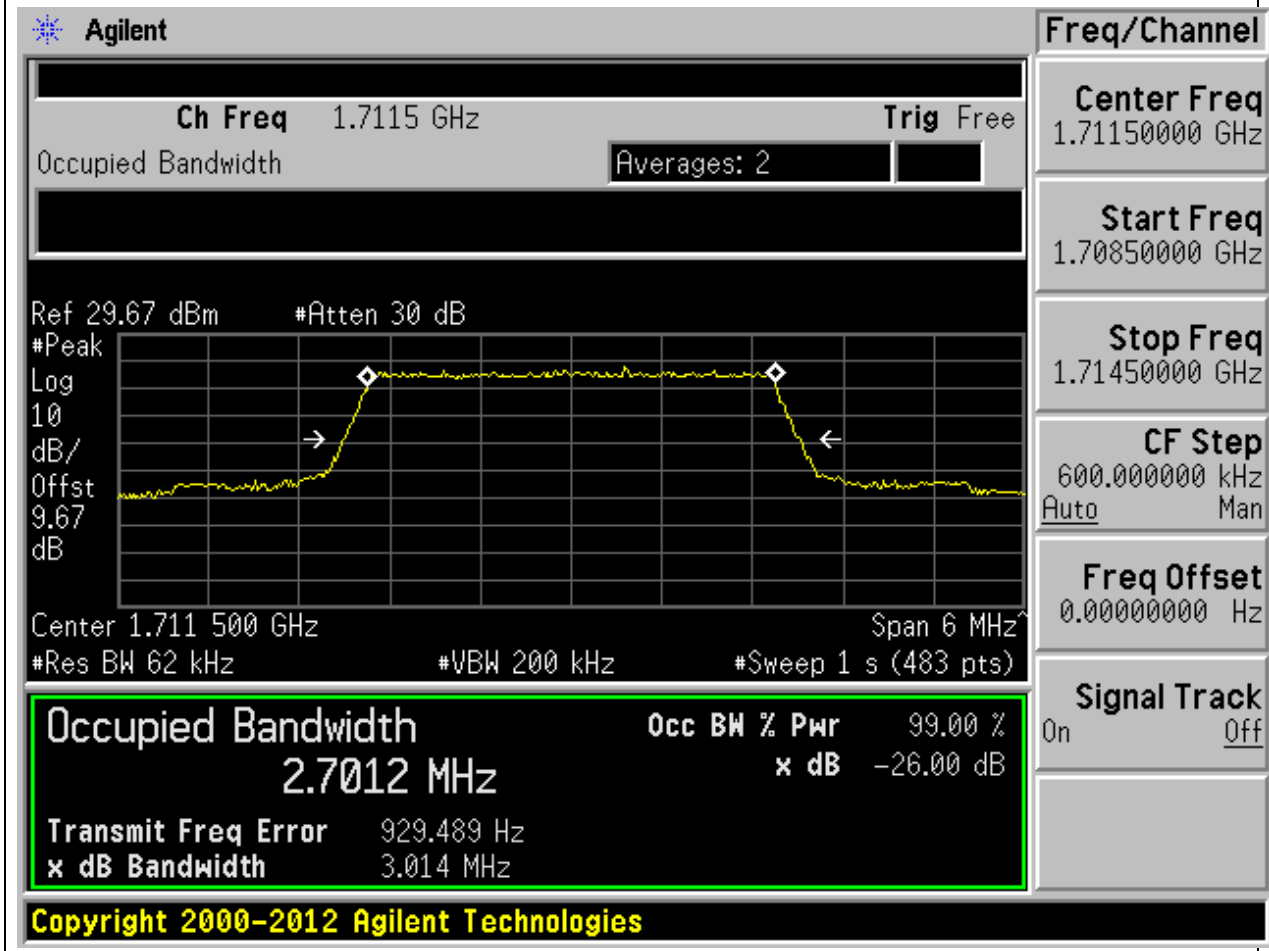 Agilent
Freq/Channel
Ch Freq 1.7115 GHz Trig Free
Occupied Bandwidth Averages: 2
Ref 29.67 dBm #Atten 30 dB
#Peak
Log
10
dB/
Offst
9.67
dB
Center 1.711 500 GHz Span 6 MHz^
#Res BW 62 kHz #VBW 200 kHz #Sweep 1 s (483 pts)
Occupied Bandwidth Occ BW % Pwr 99.00 %
2.7012 MHz x dB -26.00 dB
Transmit Freq Error 929.489 Hz
x dB Bandwidth 3.014 MHz
Copyright 2000-2012 Agilent Technologies
Center Freq
1.71150000 GHz
Start Freq
1.70850000 GHz
Stop Freq
1.71450000 GHz
CF Step
600.000000 kHz
Auto Man
Freq Offset
0.00000000 Hz
Signal Track
On Off